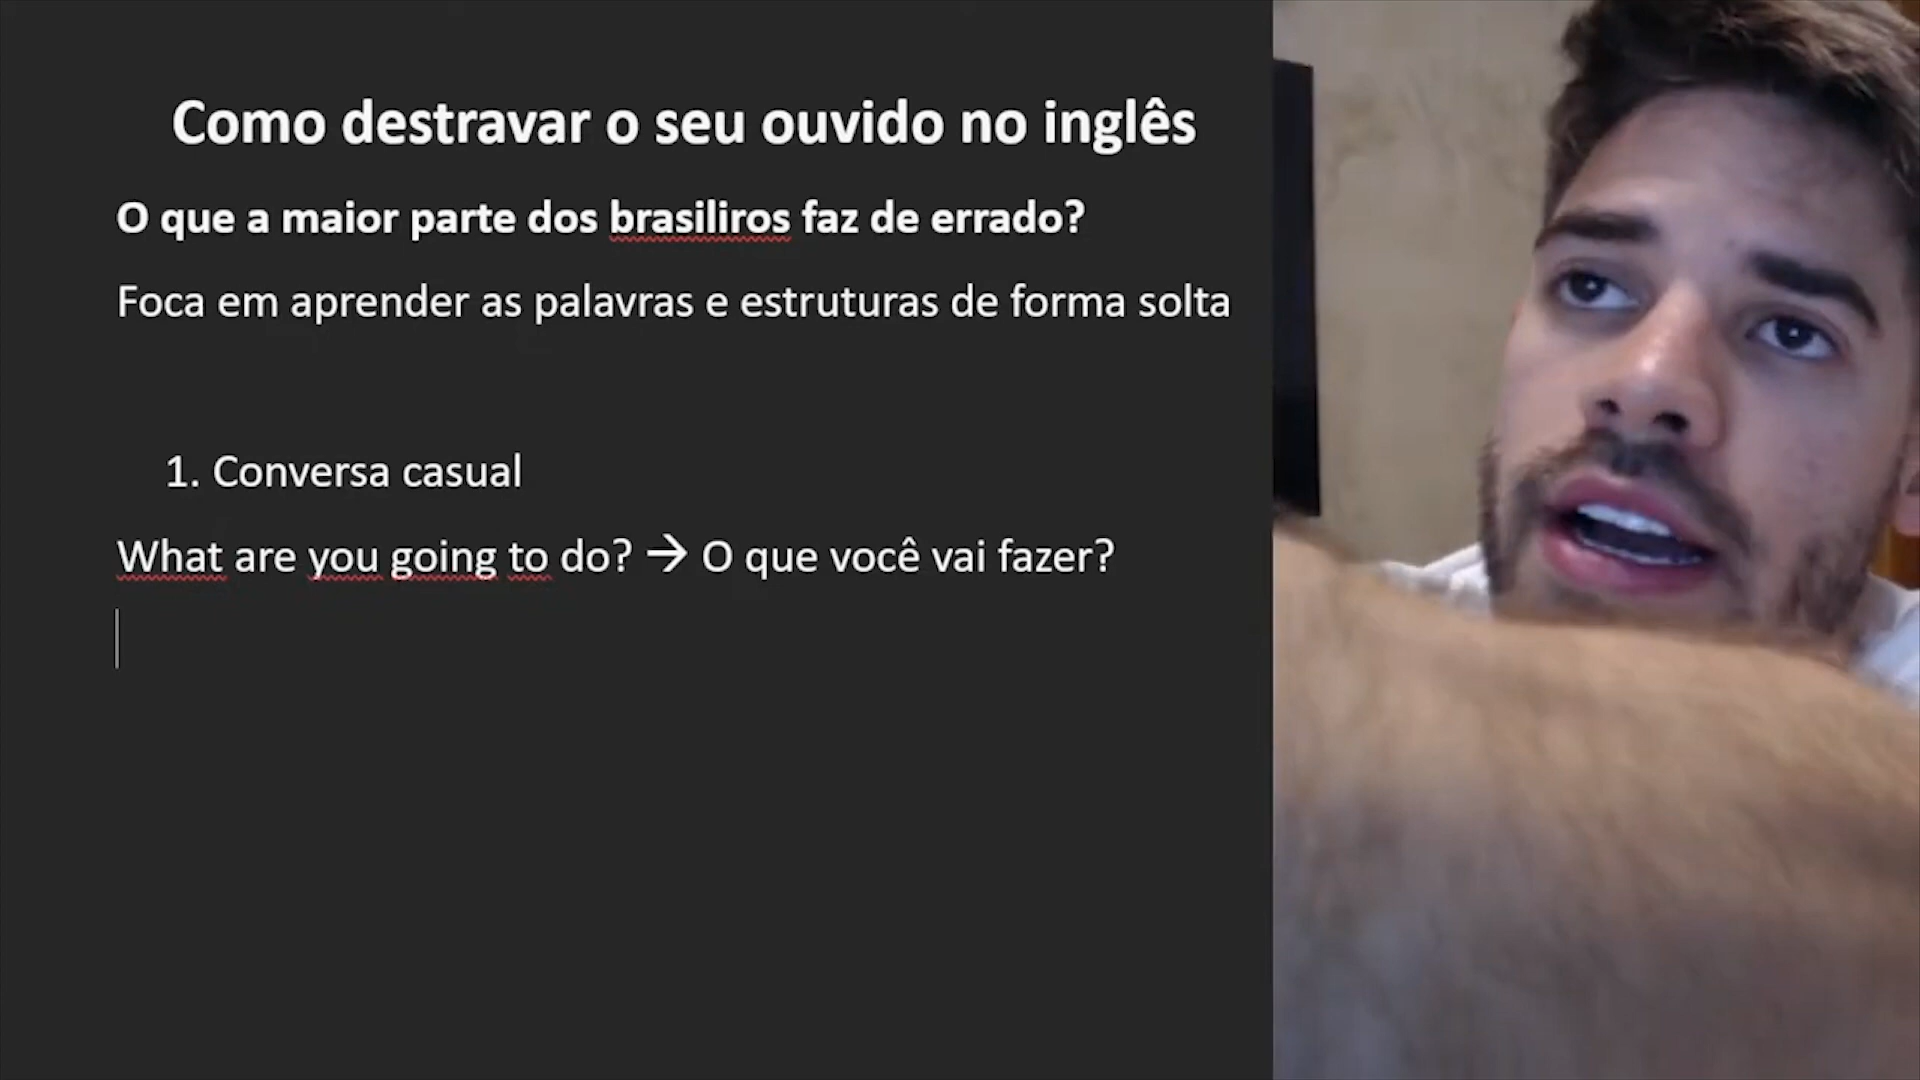 Como destravar o seu ouvido no inglês
O que a maior parte dos brasiliros faz de errado?
Foca em aprender as palavras e estruturas de forma solta
1. Conversa casual
What are you going to do? → O que você vai fazer?